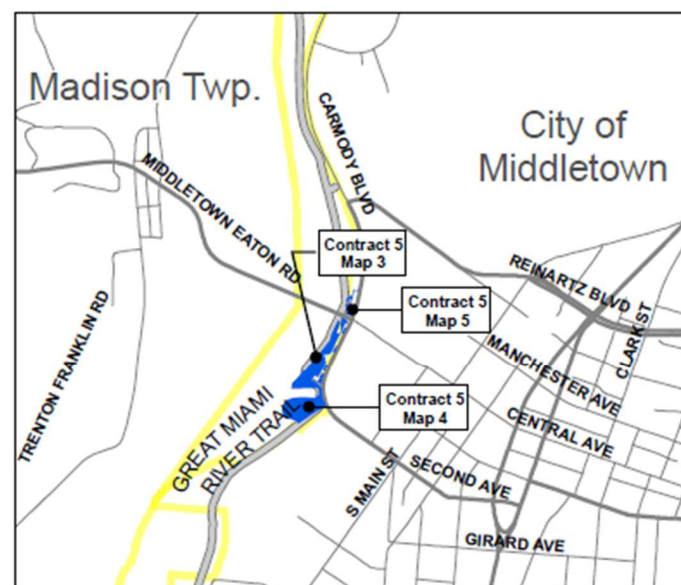 Madison Twp.
City of
Middletown
CARMODY BLVD
MIDDLETOWN EATON RD
Contract 5
Map 3
REINARTZ BLVD
Contract 5
Map 5
CLARK ST
TRENTON FRANKLIN RD
MANCHESTER AVE
Contract 5
Map 4
CENTRAL AVE
GREAT MIAMI
RIVER TRAIL
S MAIN ST
SECOND AVE
GIRARD AVE